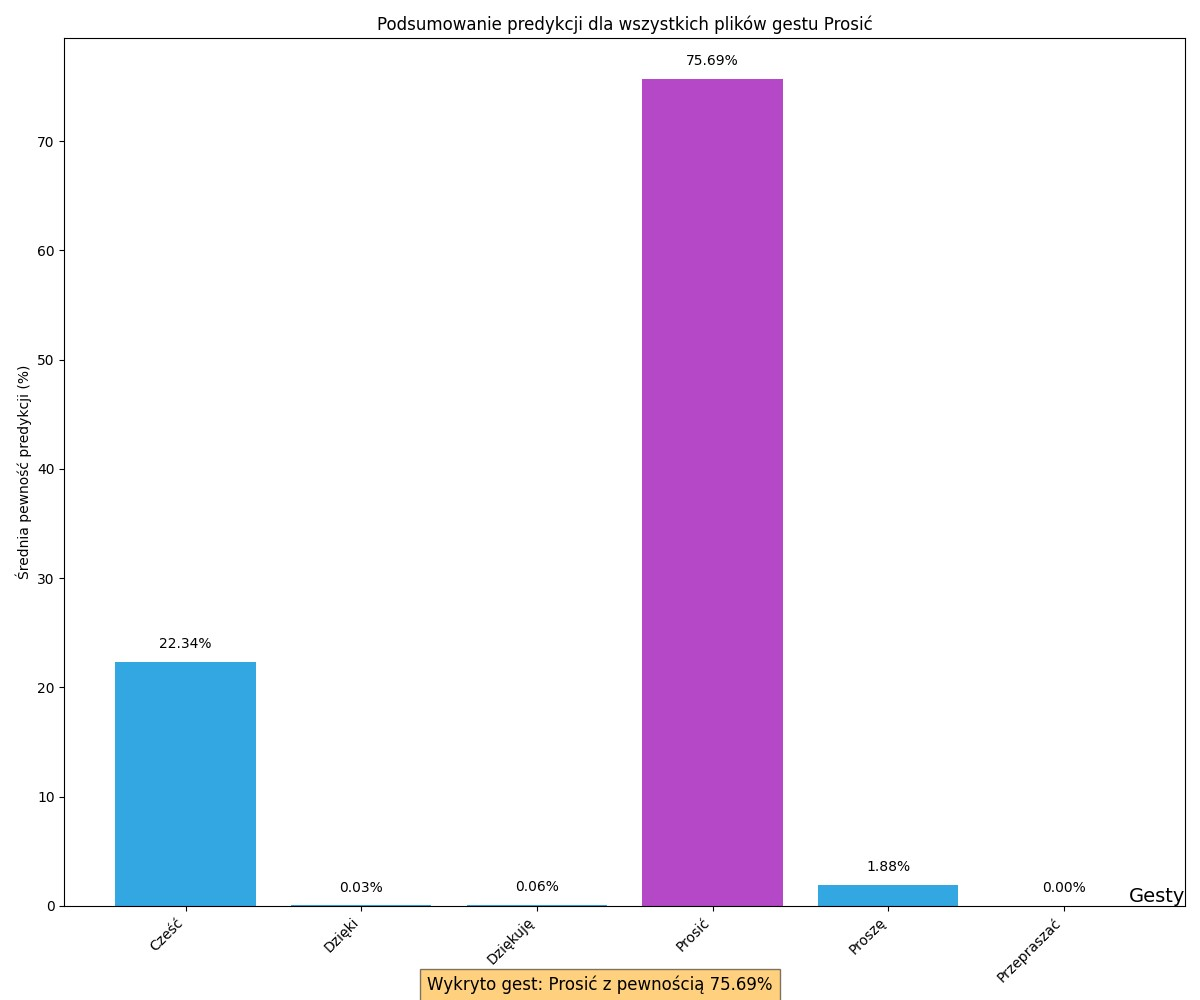 Podsumowanie predykcji dla wszystkich plików gestu Prosić
Średnia pewność predykcji (%)
70
60
50
40
30
20
10
0
22.34%
0.03%
0.06%
75.69%
1.88%
0.00%
Cześć
Dzięki
Dziękuję
Prosić
Proszę
Przepraszać
Gesty
Wykryto gest: Prosić z pewnością 75.69%